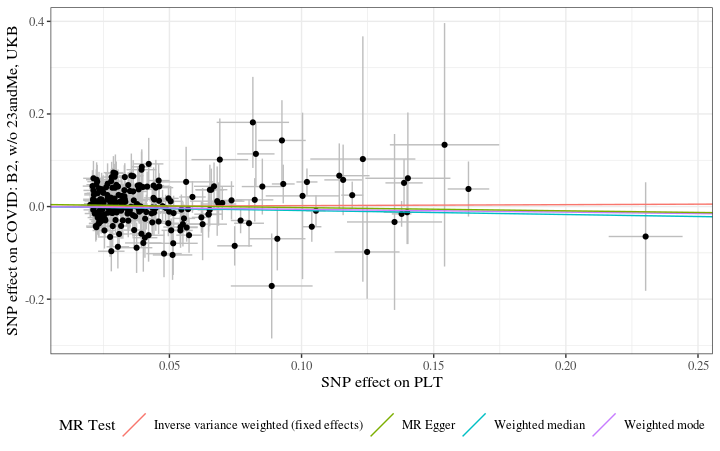 SNP effect on COVID: B2, w/o 23andMe, UKB
0.4
0.2
0.0
-0.2
0.05
0.10
0.15
0.20
0.25
SNP effect on PLT
MR Test
Inverse variance weighted (fixed effects)
MR Egger
Weighted median
Weighted mode